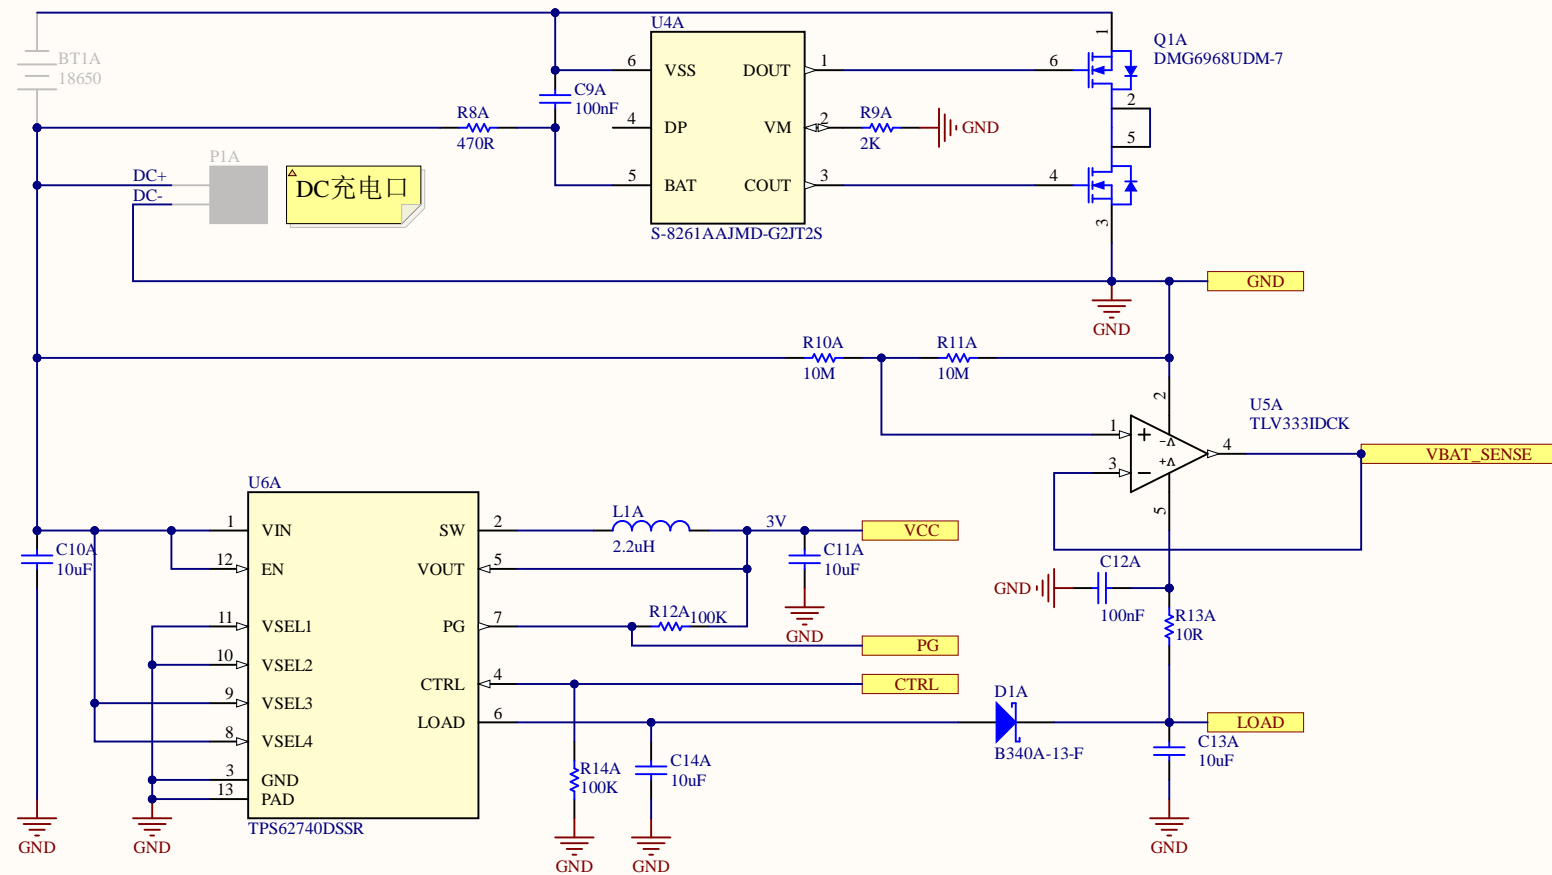 BT1A
18650
U4A
6
VSS
DOUT
1
4
DP
VM
2
5
BAT
COUT
3
S-8261AAJMD-G2JT2S
C9A
100nF
R8A
470R
R9A
2K
GND
Q1A
DMG6968UDM-7
1
6
2
5
4
3
P1A
DC+
DC-
DC充电口
GND
GND
R10A
10M
R11A
10M
U5A
TLV333IDCK
2
1
+
-V
4
3
+V
−
5
VBAT_SENSE
U6A
1
VIN
SW
2
12
EN
VOUT
5
11
VSEL1
PG
7
10
VSEL2
9
VSEL3
CTRL
4
8
VSEL4
LOAD
6
3
GND
13
PAD
TPS62740DSSR
C10A
10uF
L1A
2.2uH
3V
VCC
C11A
10uF
GND
R12A
100K
PG
CTRL
GND
C12A
100nF
R13A
10R
D1A
B340A-13-F
LOAD
C13A
10uF
R14A
100K
C14A
10uF
GND
GND
GND
GND
GND